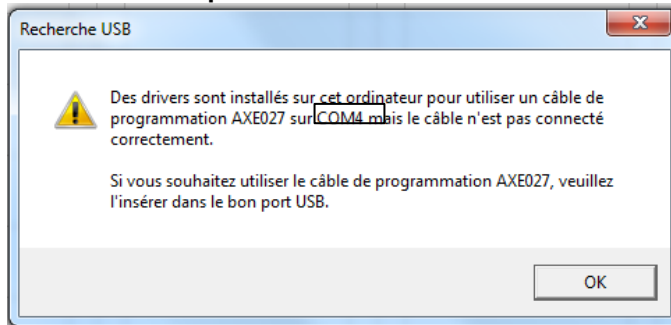 Recherche USB
Des drivers sont installés sur cet ordinateur pour utiliser un câble de
programmation AXE027 sur COM4 mais le câble n'est pas connecté
correctement.
Si vous souhaitez utiliser le câble de programmation AXE027, veuillez
l'insérer dans le bon port USB.
OK